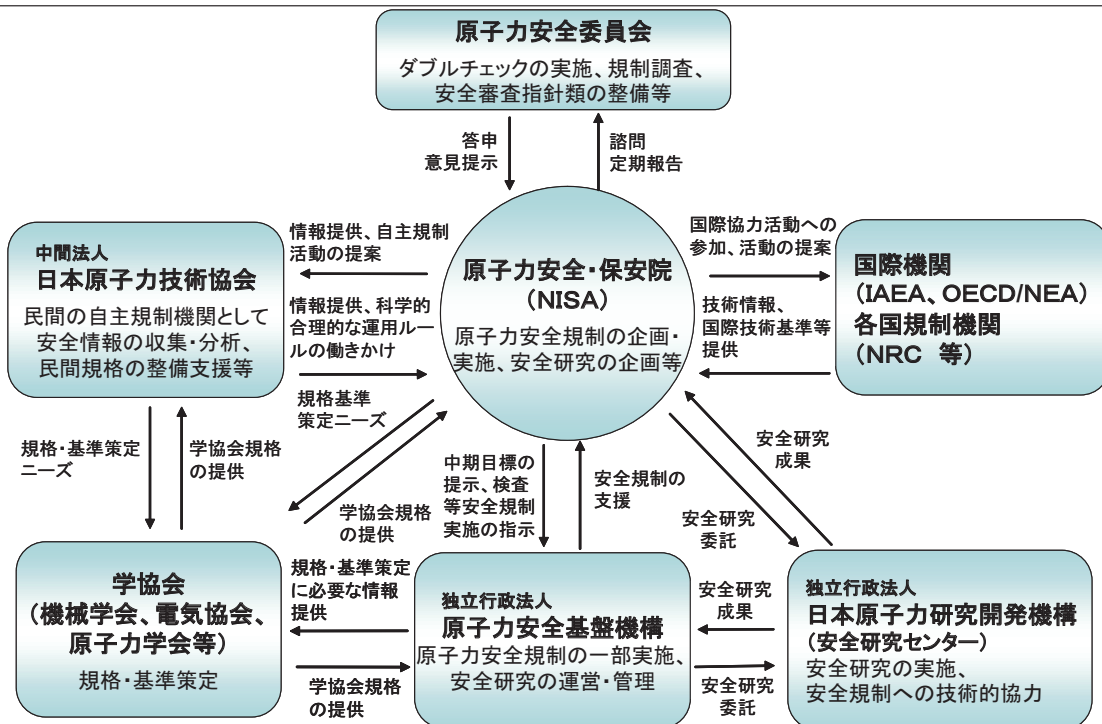 原子力安全委員会
ダブルチェックの実施、規制調査、
安全審査指針類の整備等
答申
意見提示
諮問
定期報告
中間法人
日本原子力技術協会
民間の自主規制機関として
安全情報の収集・分析、
民間規格の整備支援等
情報提供、自主規制
活動の提案
情報提供、科学的
合理的な運用ルー
ルの働きかけ
原子力安全・保安院
(NISA)
原子力安全規制の企画・
実施、安全研究の企画等
国際協力活動への
参加、活動の提案
技術情報、
国際技術基準等
提供
国際機関
(IAEA、OECD/NEA)
各国規制機関
(NRC 等)
規格・基準策定
ニーズ
学協会規格
の提供
規格基準
策定ニーズ
学協会規格
の提供
中期目標の
提示、検査
等安全規制
実施の指示
安全規制の
支援
安全研究
成果
安全研究
委託
学協会
(機械学会、電気協会、
原子力学会等)
規格・基準策定
規格・基準策定
に必要な情報
提供
学協会規格
の提供
独立行政法人
原子力安全基盤機構
原子力安全規制の一部実施、
安全研究の運営・管理
安全研究
成果
安全研究
委託
独立行政法人
日本原子力研究開発機構
(安全研究センター)
安全研究の実施、
安全規制への技術的協力